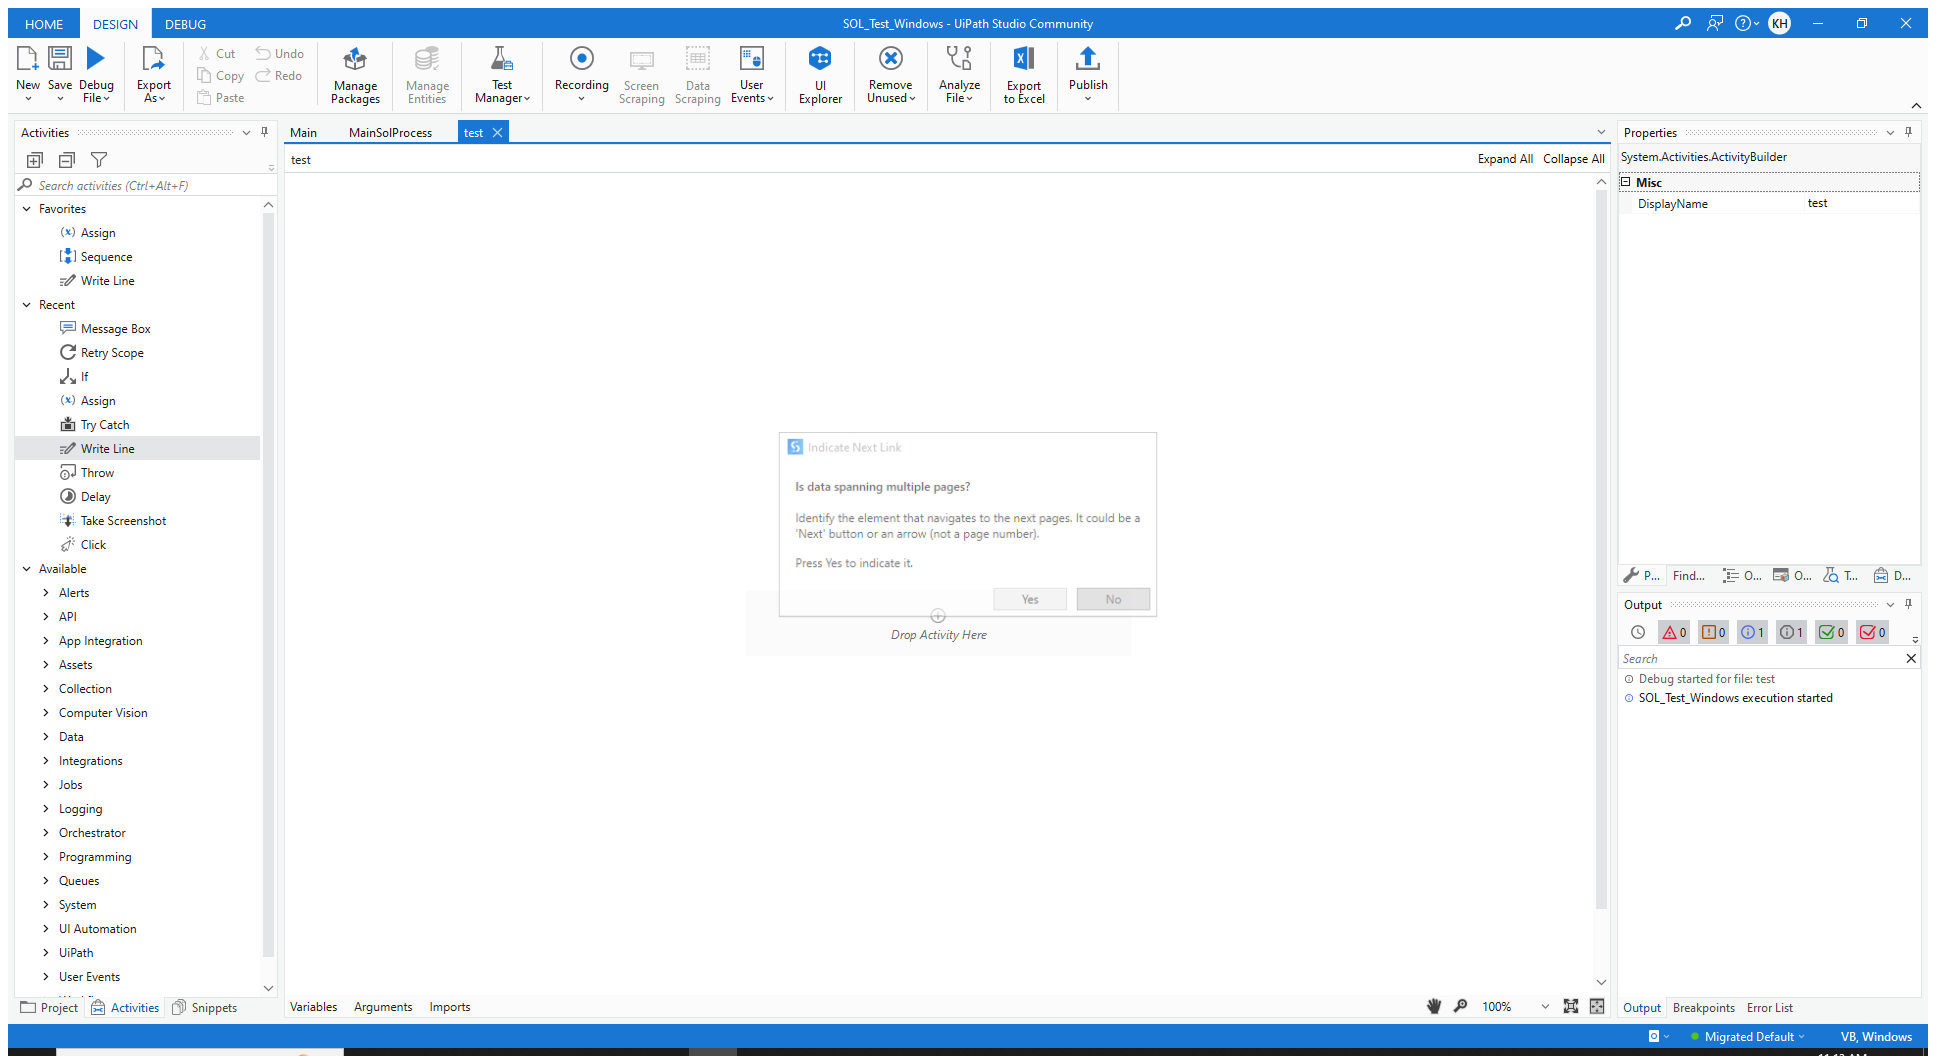 HOME DESIGN DEBUG
SOL_Test_Windows - UiPath Studio Community
KH
New
Save
Debug File
Export As
Cut
Copy
Paste
Undo
Redo
Manage Packages
Manage Entities
Test Manager
Recording
Screen Scraping
Data Scraping
User Events
UI Explorer
Remove Unused
Analyze File
Export to Excel
Publish
Activities
Search activities (Ctrl+Alt+F)
Favorites
Assign
Sequence
Write Line
Recent
Message Box
Retry Scope
If
Assign
Try Catch
Write Line
Throw
Delay
Take Screenshot
Click
Available
Alerts
API
App Integration
Assets
Collection
Computer Vision
Data
Integrations
Jobs
Logging
Orchestrator
Programming
Queues
System
UI Automation
UiPath
User Events
Project Activities Snippets
Main MainSolProcess test
test
Expand All Collapse All
Indicate Next Link
Is data spanning multiple pages?
Identify the element that navigates to the next pages. It could be a
'Next' button or an arrow (not a page number).
Press Yes to indicate it.
Yes No
Drop Activity Here
Variables Arguments Imports
100%
Properties
System.Activities.ActivityBuilder
Misc
DisplayName test
P... Find... O... O... T... D...
Output
0 0 1 1 0 0
Search
Debug started for file: test
SOL_Test_Windows execution started
Output Breakpoints Error List
Migrated Default VB, Windows